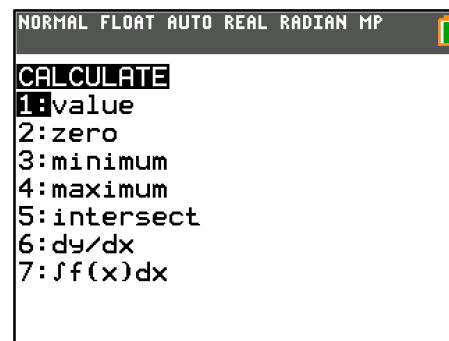 NORMAL FLOAT AUTO REAL RADIAN MP
CALCULATE
1:value
2:zero
3:minimum
4:maximum
5:intersect
6:dy/dx
7:∫f(x)dx